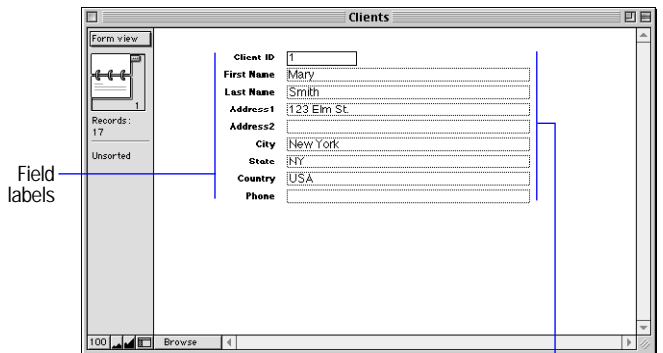 Clients
Form view
1
Records:
17
Unsorted
Client ID 1
First Name Mary
Last Name Smith
Address1 123 Elm St.
Address2
City New York
State NY
Country USA
Phone
Field
labels
100 Browse